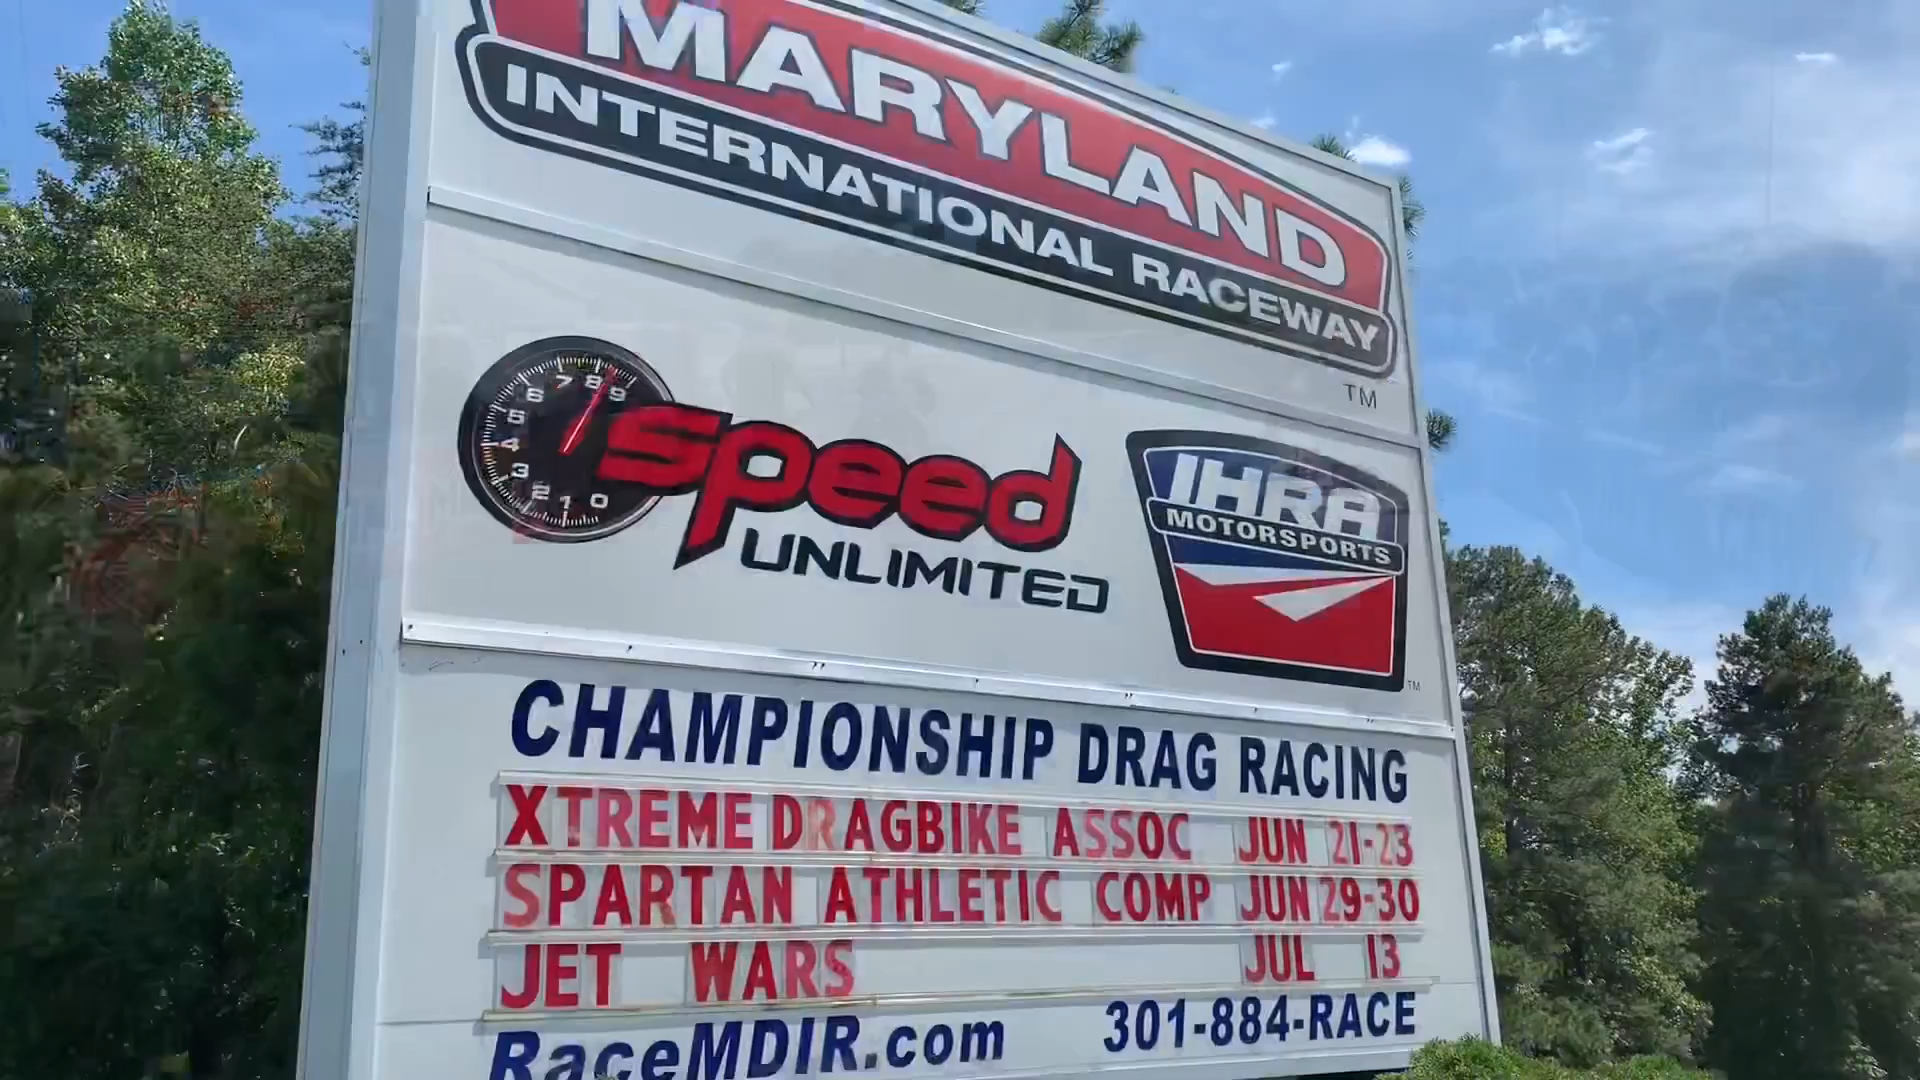 MARYLAND
INTERNATIONAL RACEWAY
TM
0 1 2 3 4 5 6 7 8 9
speed
UNLIMITED
IHRA
MOTORSPORTS
TM
CHAMPIONSHIP DRAG RACING
XTREME DRAGBIKE ASSOC JUN 21-23
SPARTAN ATHLETIC COMP JUN 29-30
JET WARS JUL 13
RaceMDIR.com 301-884-RACE